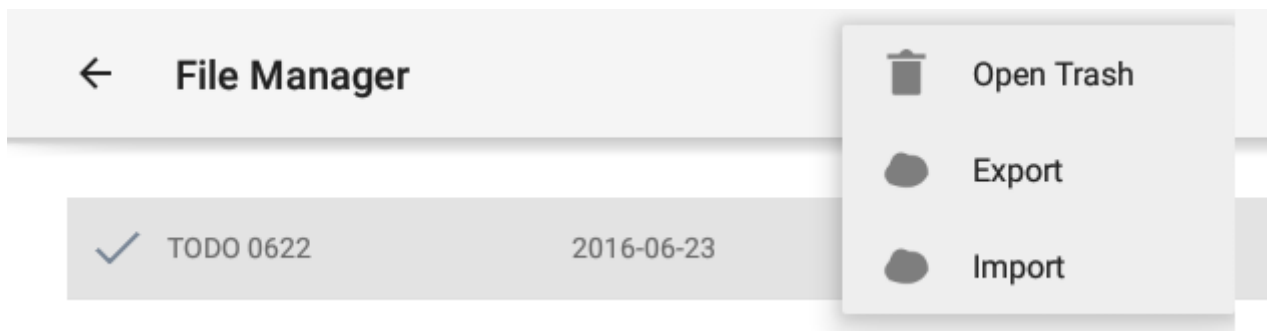 File Manager
Open Trash
Export
TODO 0622 2016-06-23
Import